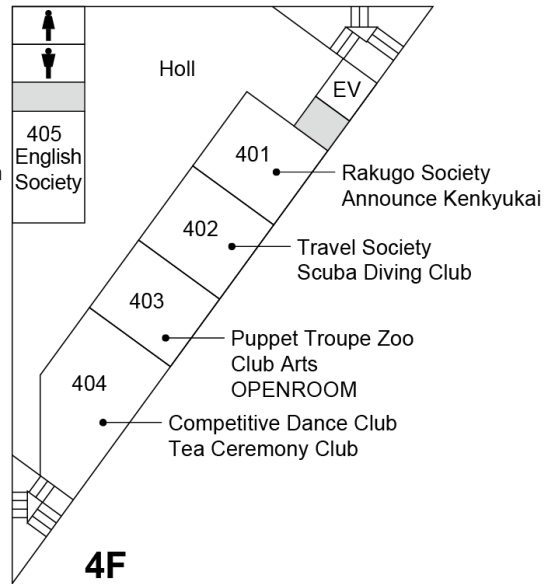 Holl
EV
405
English
Society
401
Rakugo Society
Announce Kenkyukai
402
Travel Society
Scuba Diving Club
403
Puppet Troupe Zoo
Club Arts
OPENROOM
404
Competitive Dance Club
Tea Ceremony Club
4F